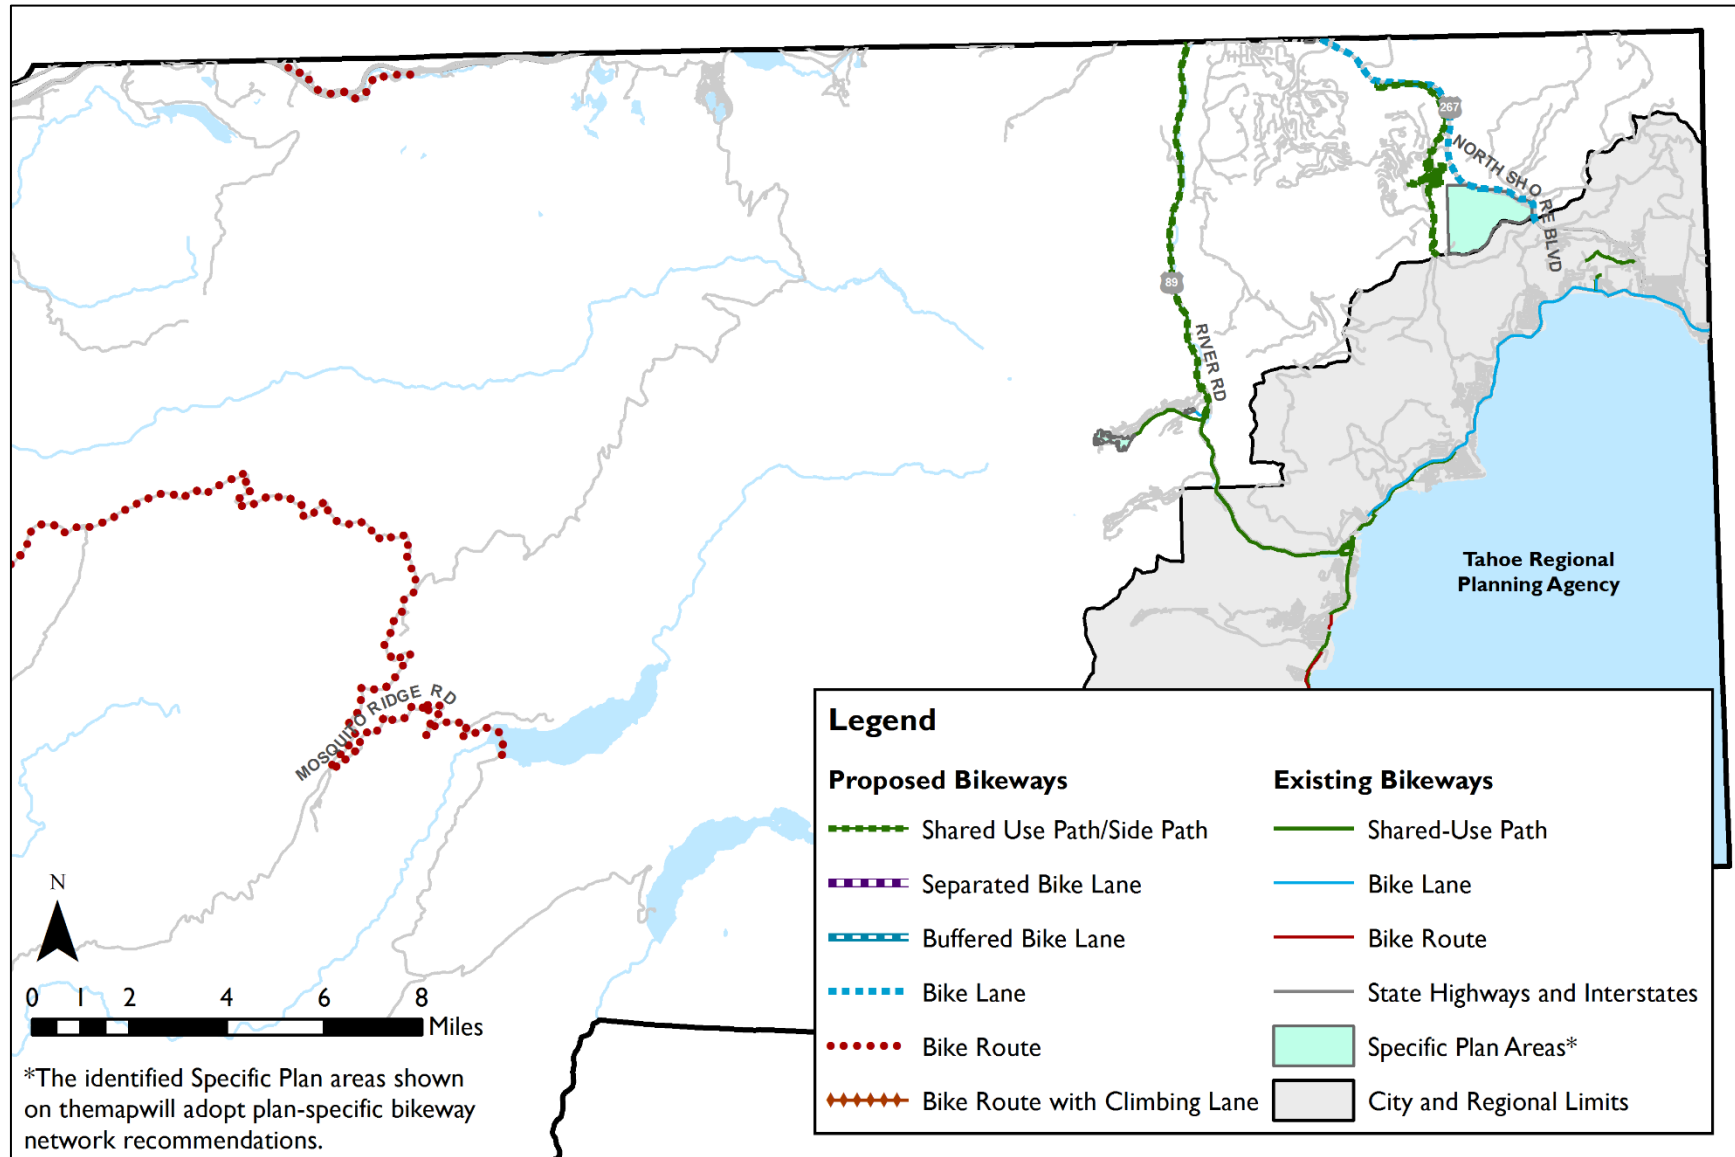 267
NORTH SHORE BLVD
89
RIVER RD
Tahoe Regional
Planning Agency
MOSQUITO RIDGE RD
Legend
Proposed Bikeways
Shared Use Path/Side Path
Separated Bike Lane
Buffered Bike Lane
Bike Lane
Bike Route
Bike Route with Climbing Lane
Existing Bikeways
Shared-Use Path
Bike Lane
Bike Route
State Highways and Interstates
Specific Plan Areas*
City and Regional Limits
N
0 1 2 4 6 8
Miles
*The identified Specific Plan areas shown
on themapwill adopt plan-specific bikeway
network recommendations.